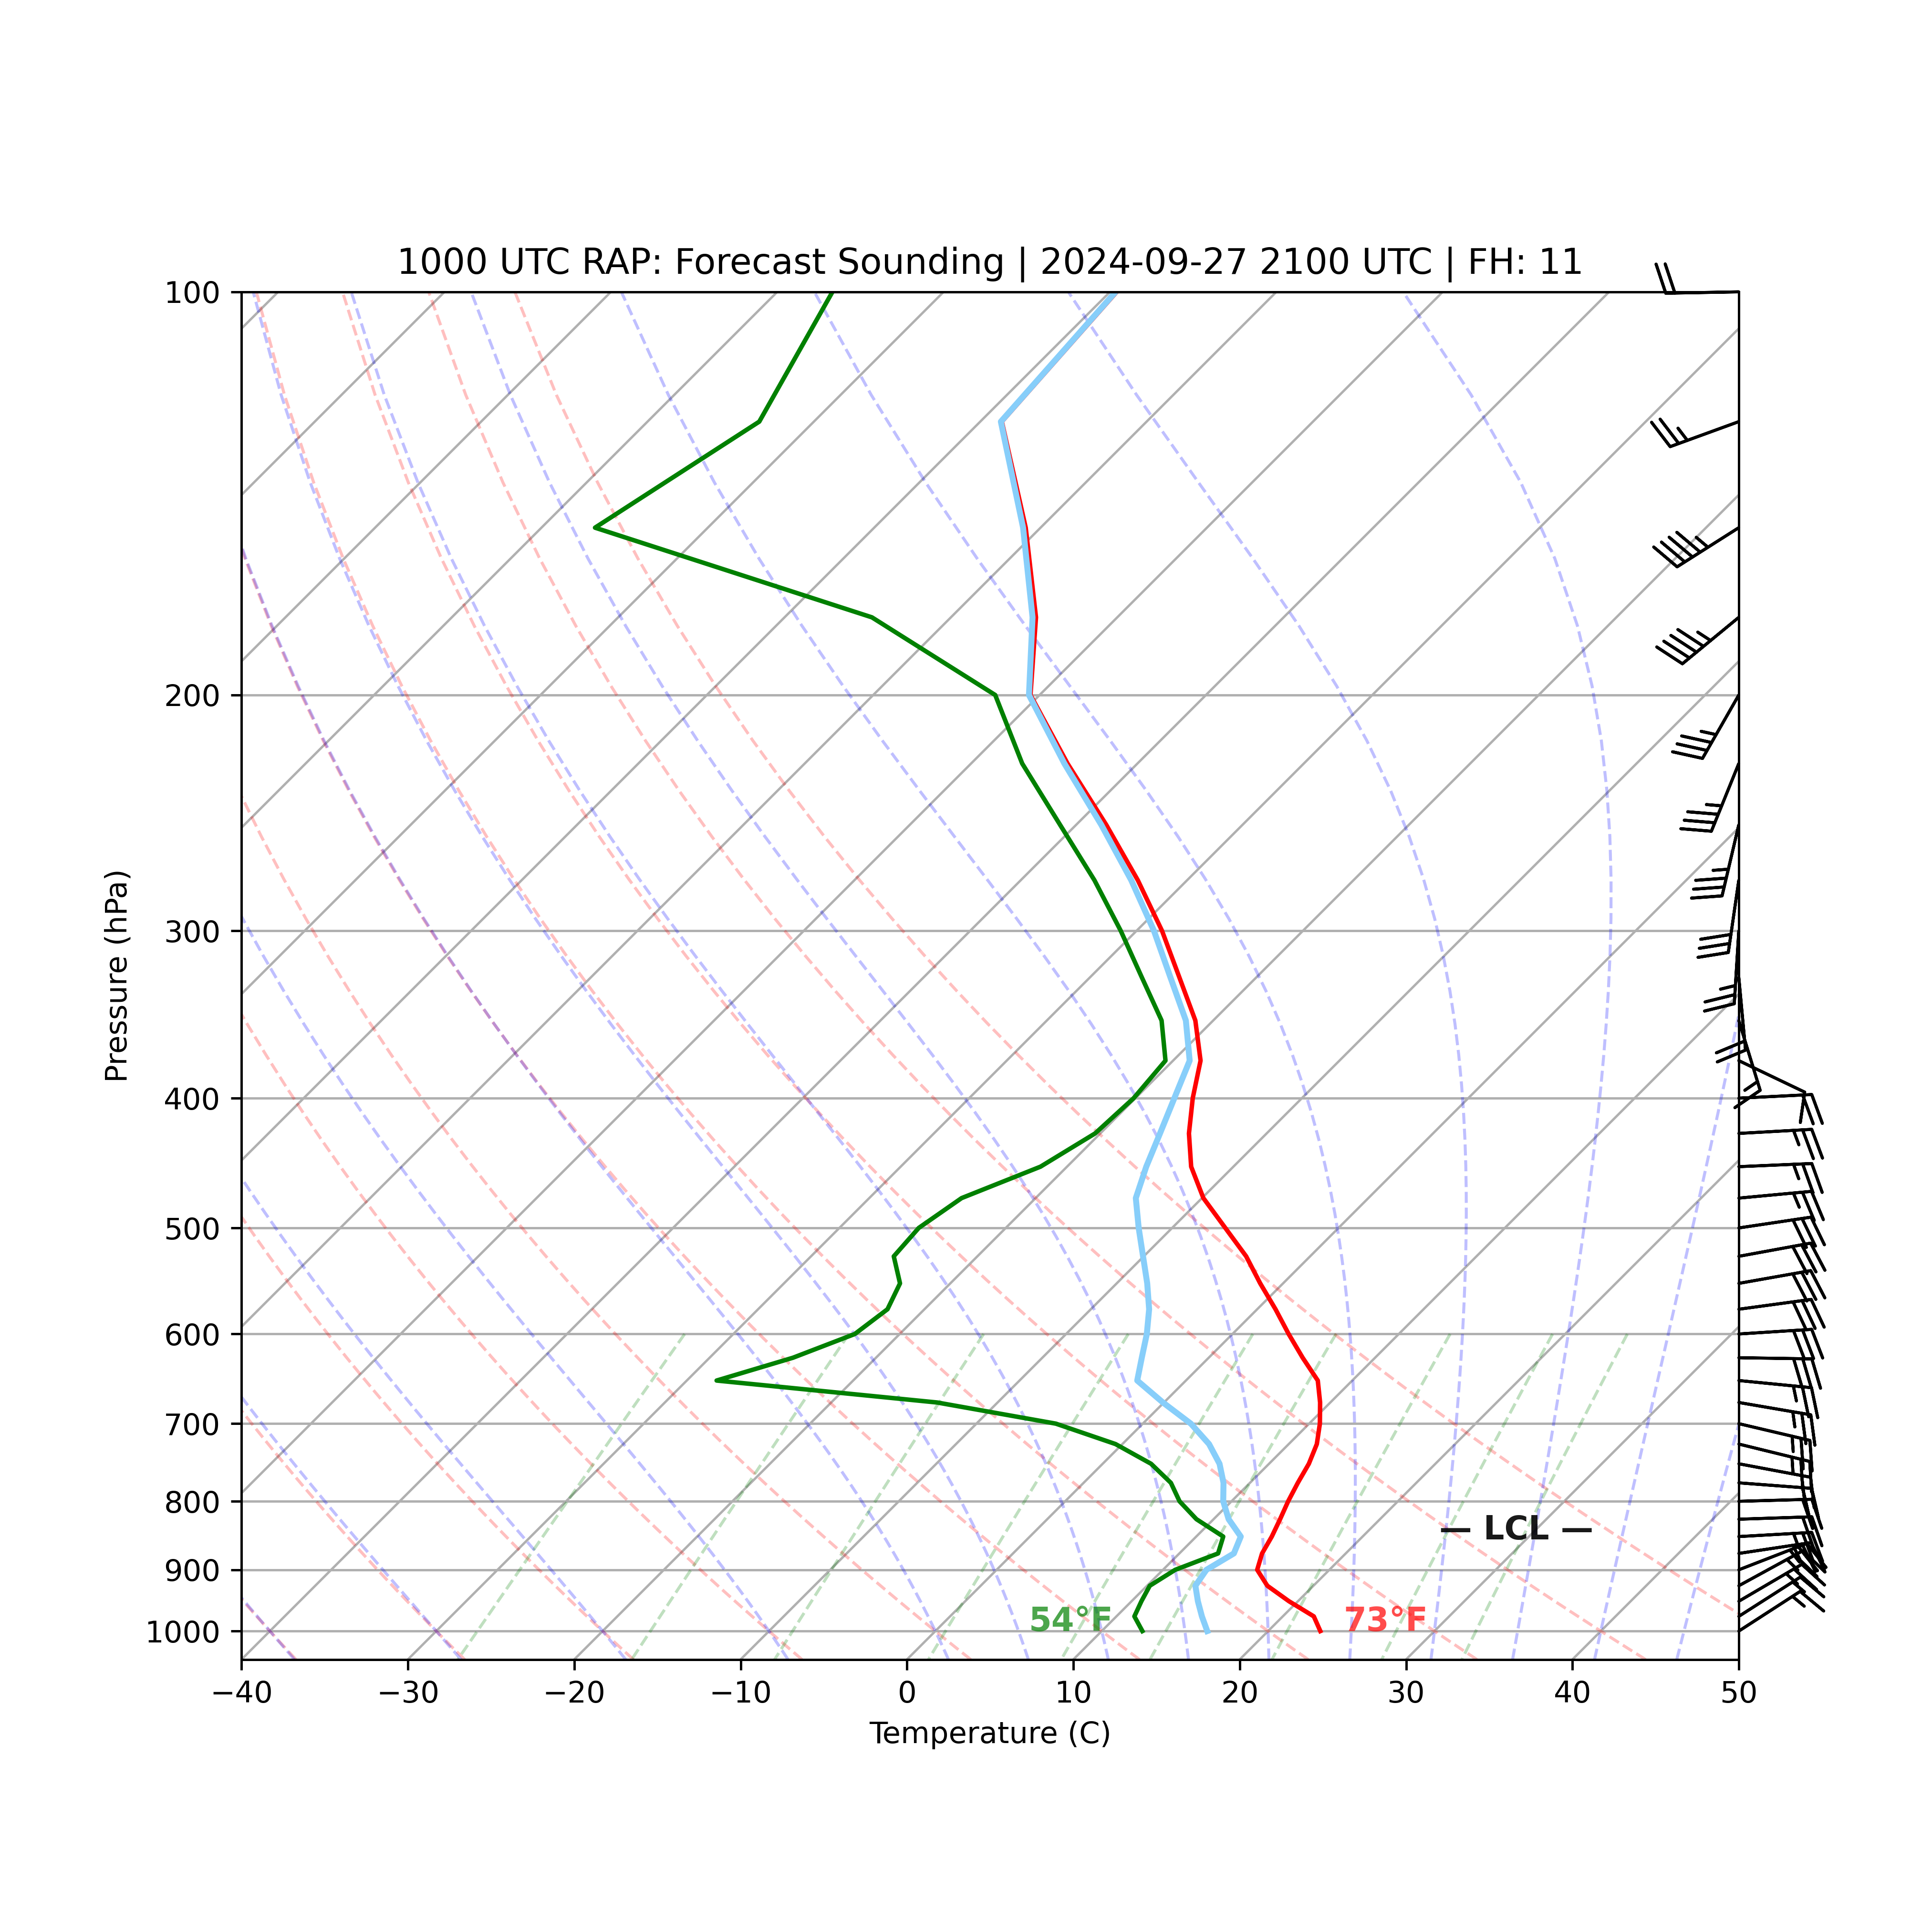 1000 UTC RAP: Forecast Sounding | 2024-09-27 2100 UTC | FH: 11
100
200
300
400
500
600
700
800
900
1000
Pressure (hPa)
— LCL —
54°F
73°F
−40 −30 −20 −10 0 10 20 30 40 50
Temperature (C)